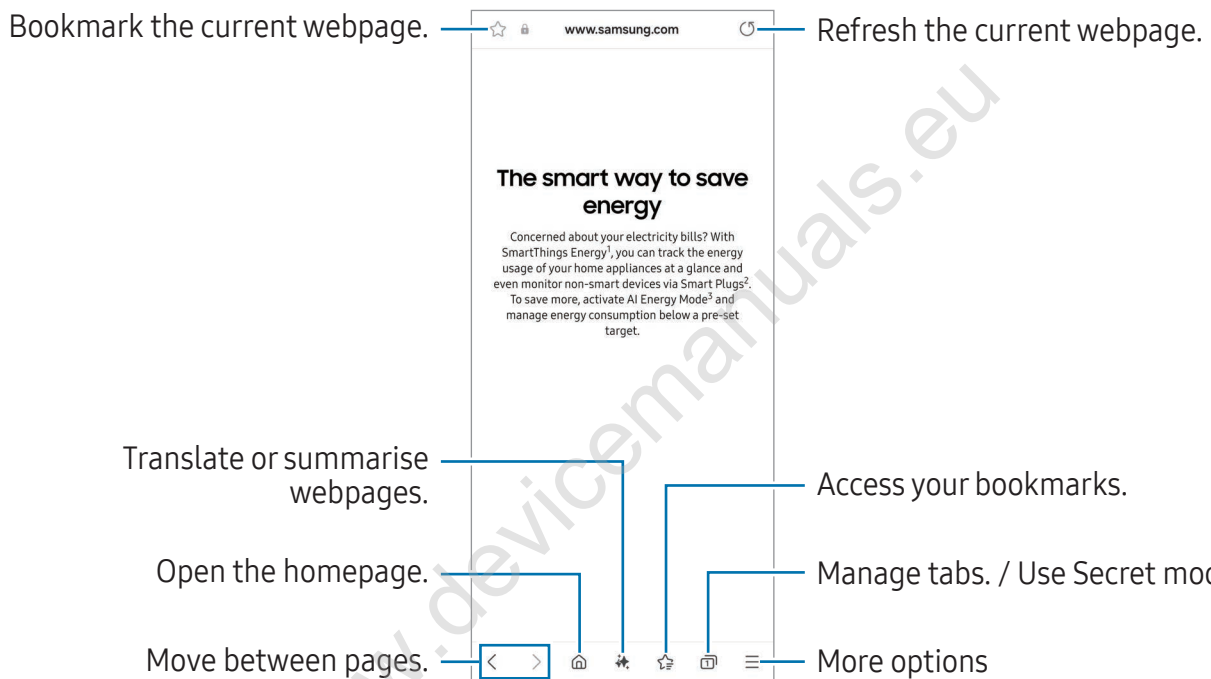 Bookmark the current webpage.
www.samsung.com
Refresh the current webpage.
The smart way to save
energy
Concerned about your electricity bills? With
SmartThings Energy¹, you can track the energy
usage of your home appliances at a glance and
even monitor non-smart devices via Smart Plugs².
To save more, activate AI Energy Mode³ and
manage energy consumption below a pre-set
target.
Translate or summarise
webpages.
Access your bookmarks.
Open the homepage.
Manage tabs. / Use Secret
Move between pages.
1
More options
.devicemanuals.eu